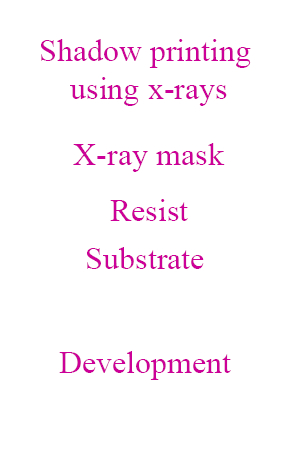 Shadow printing
using x-rays
X-ray mask
Resist
Substrate
Development